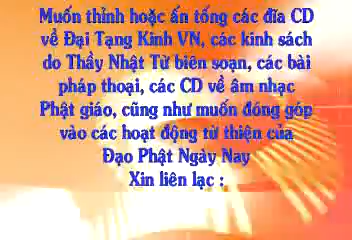 Muốn thỉnh hoặc ấn tống các đĩa CD
về Đại Tạng Kinh VN, các kinh sách
do Thầy Nhật Từ biên soạn, các bài
pháp thoại, các CD về âm nhạc
Phật giáo, cũng như muốn đóng góp
vào các hoạt động từ thiện của
Đạo Phật Ngày Nay
Xin liên lạc :